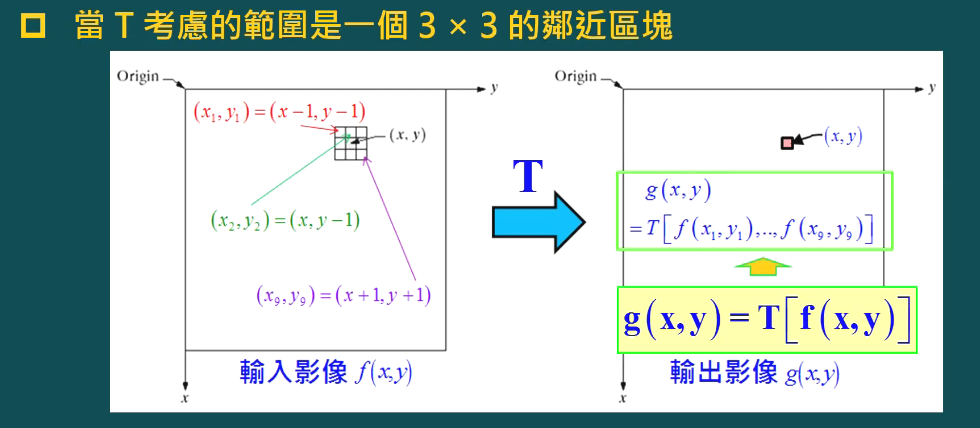 當 T 考慮的範圍是一個 3 × 3 的鄰近區塊
Origin
y
(x₁, y₁) = (x − 1, y − 1)
(x, y)
(x₂, y₂) = (x, y − 1)
(x₉, y₉) = (x + 1, y + 1)
輸入影像 f(x,y)
x
T
Origin
y
(x, y)
g(x, y)
= T[f(x₁, y₁),.., f(x₉, y₉)]
g(x,y) = T[f(x,y)]
輸出影像 g(x,y)
x